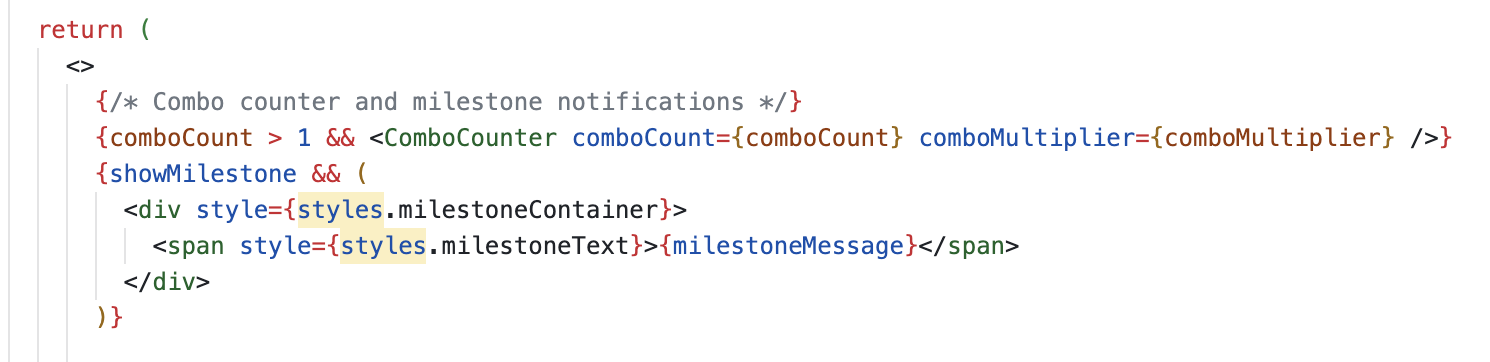 return (
<>
{/* Combo counter and milestone notifications */}
{comboCount > 1 && <ComboCounter comboCount={comboCount} comboMultiplier={comboMultiplier} />}
{showMilestone && (
<div style={styles.milestoneContainer}>
<span style={styles.milestoneText}>{milestoneMessage}</span>
</div>
)}